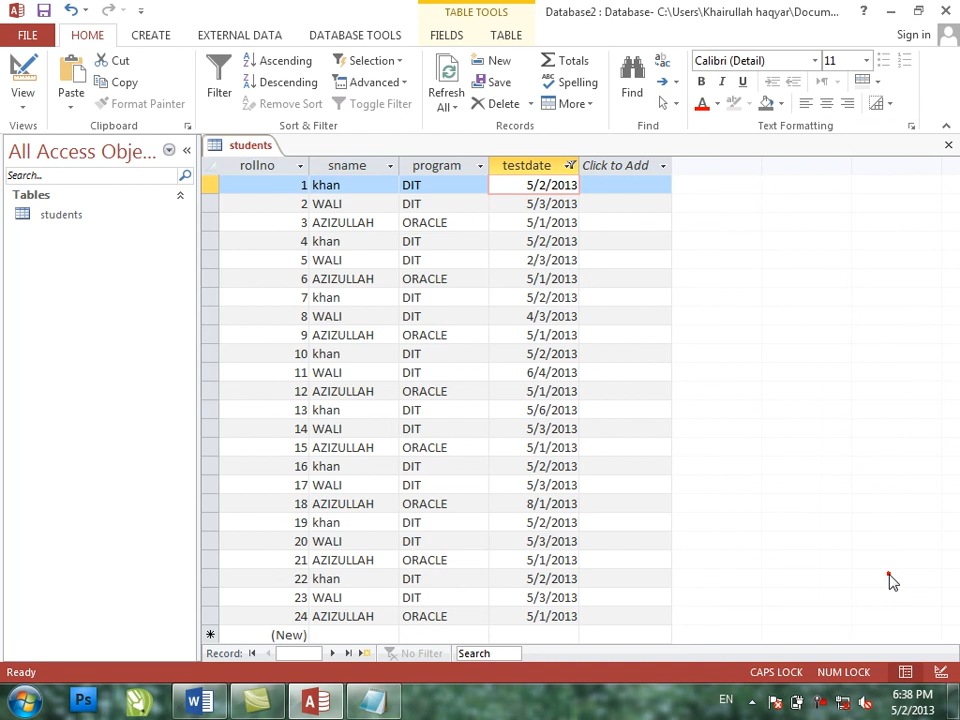 TABLE TOOLS
Database2 : Database- C:\Users\Khairullah haqyar\Docum...
?
FILE HOME CREATE EXTERNAL DATA DATABASE TOOLS FIELDS TABLE Sign in
View
Views
Paste
Cut
Copy
Format Painter
Clipboard
Filter
Ascending
Descending
Remove Sort
Selection
Advanced
Toggle Filter
Sort & Filter
Refresh
All
New
Save
Delete
Totals
Spelling
More
Records
Find
Find
Calibri (Detail) 11
B I U
A
Text Formatting
All Access Obje...
Search...
Tables
students
students
rollno sname program testdate Click to Add
1 khan DIT 5/2/2013
2 WALI DIT 5/3/2013
3 AZIZULLAH ORACLE 5/1/2013
4 khan DIT 5/2/2013
5 WALI DIT 2/3/2013
6 AZIZULLAH ORACLE 5/1/2013
7 khan DIT 5/2/2013
8 WALI DIT 4/3/2013
9 AZIZULLAH ORACLE 5/1/2013
10 khan DIT 5/2/2013
11 WALI DIT 6/4/2013
12 AZIZULLAH ORACLE 5/1/2013
13 khan DIT 5/6/2013
14 WALI DIT 5/3/2013
15 AZIZULLAH ORACLE 5/1/2013
16 khan DIT 5/2/2013
17 WALI DIT 5/3/2013
18 AZIZULLAH ORACLE 8/1/2013
19 khan DIT 5/2/2013
20 WALI DIT 5/3/2013
21 AZIZULLAH ORACLE 5/1/2013
22 khan DIT 5/2/2013
23 WALI DIT 5/3/2013
24 AZIZULLAH ORACLE 5/1/2013
(New)
Record: No Filter Search
Ready CAPS LOCK NUM LOCK
Ps
EN
6:38 PM
5/2/2013